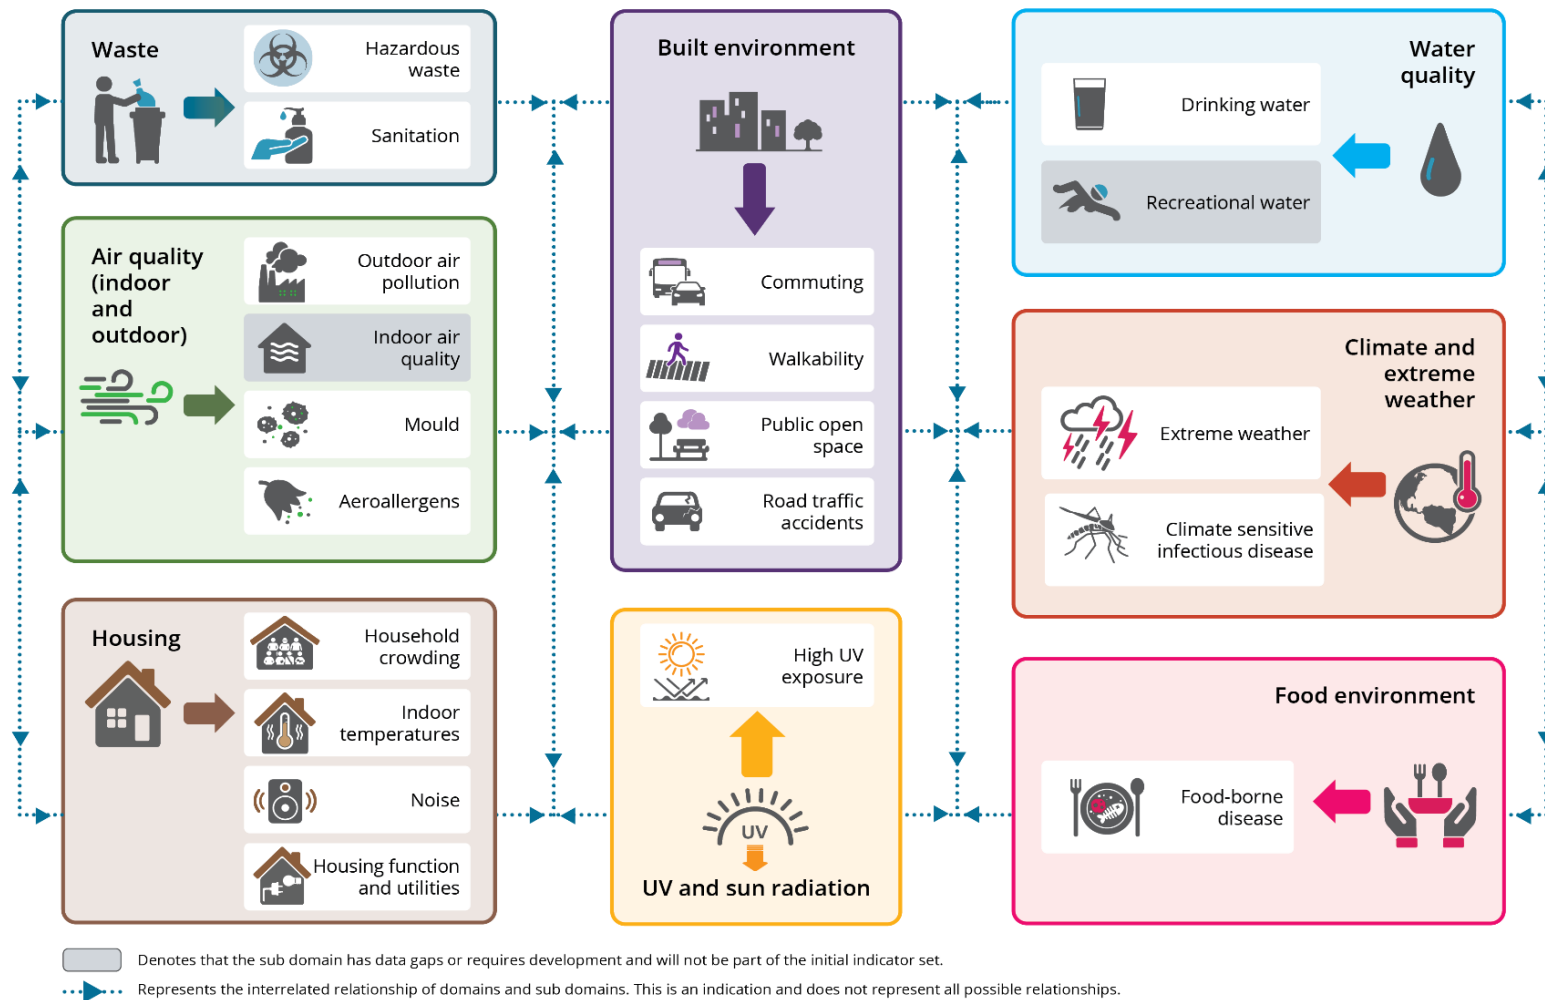 Waste
Hazardous
waste
Sanitation
Air quality
(indoor
and
outdoor)
Outdoor air
pollution
Indoor air
quality
Mould
Aeroallergens
Housing
Household
crowding
Indoor
temperatures
Noise
Housing function
and utilities
Built environment
Commuting
Walkability
Public open
space
Road traffic
accidents
High UV
exposure
UV
UV and sun radiation
Water
quality
Drinking water
Recreational water
Climate and
extreme
weather
Extreme weather
Climate sensitive
infectious disease
Food environment
Food-borne
disease
Denotes that the sub domain has data gaps or requires development and will not be part of the initial indicator set.
Represents the interrelated relationship of domains and sub domains. This is an indication and does not represent all possible relationships.